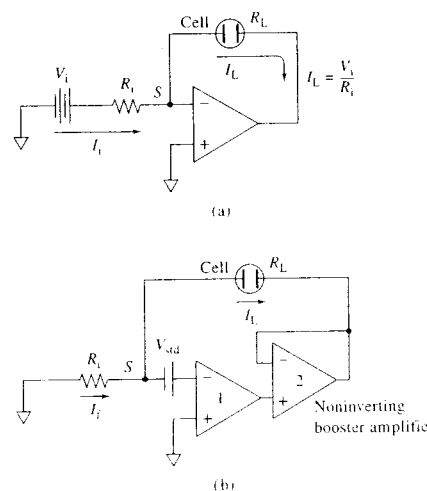 Cell R_L
V_i
R_i
S
I_L
I_L = V_i / R_i
−
+
I_i
(a)
Cell R_L
I_L
V_std
R_i
S
−
−
1
2
I_i
+
+
Noninverting
booster amplifie
(b)